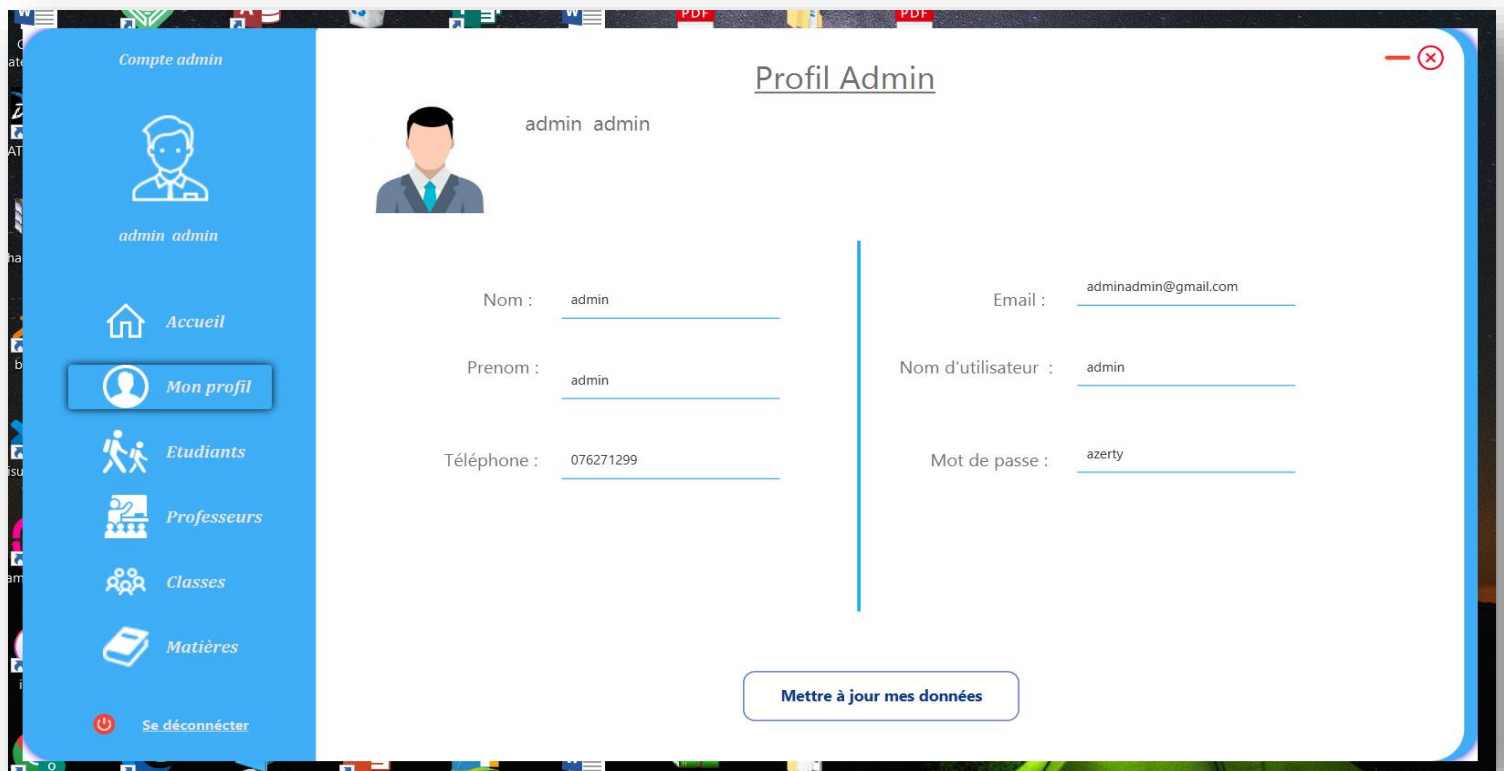 PDF
PDF
Compte admin
admin admin
Accueil
Mon profil
Etudiants
Professeurs
Classes
Matières
Se déconnécter
Profil Admin
admin admin
Nom : admin
Prenom : admin
Téléphone : 076271299
Email : adminadmin@gmail.com
Nom d'utilisateur : admin
Mot de passe : azerty
Mettre à jour mes données